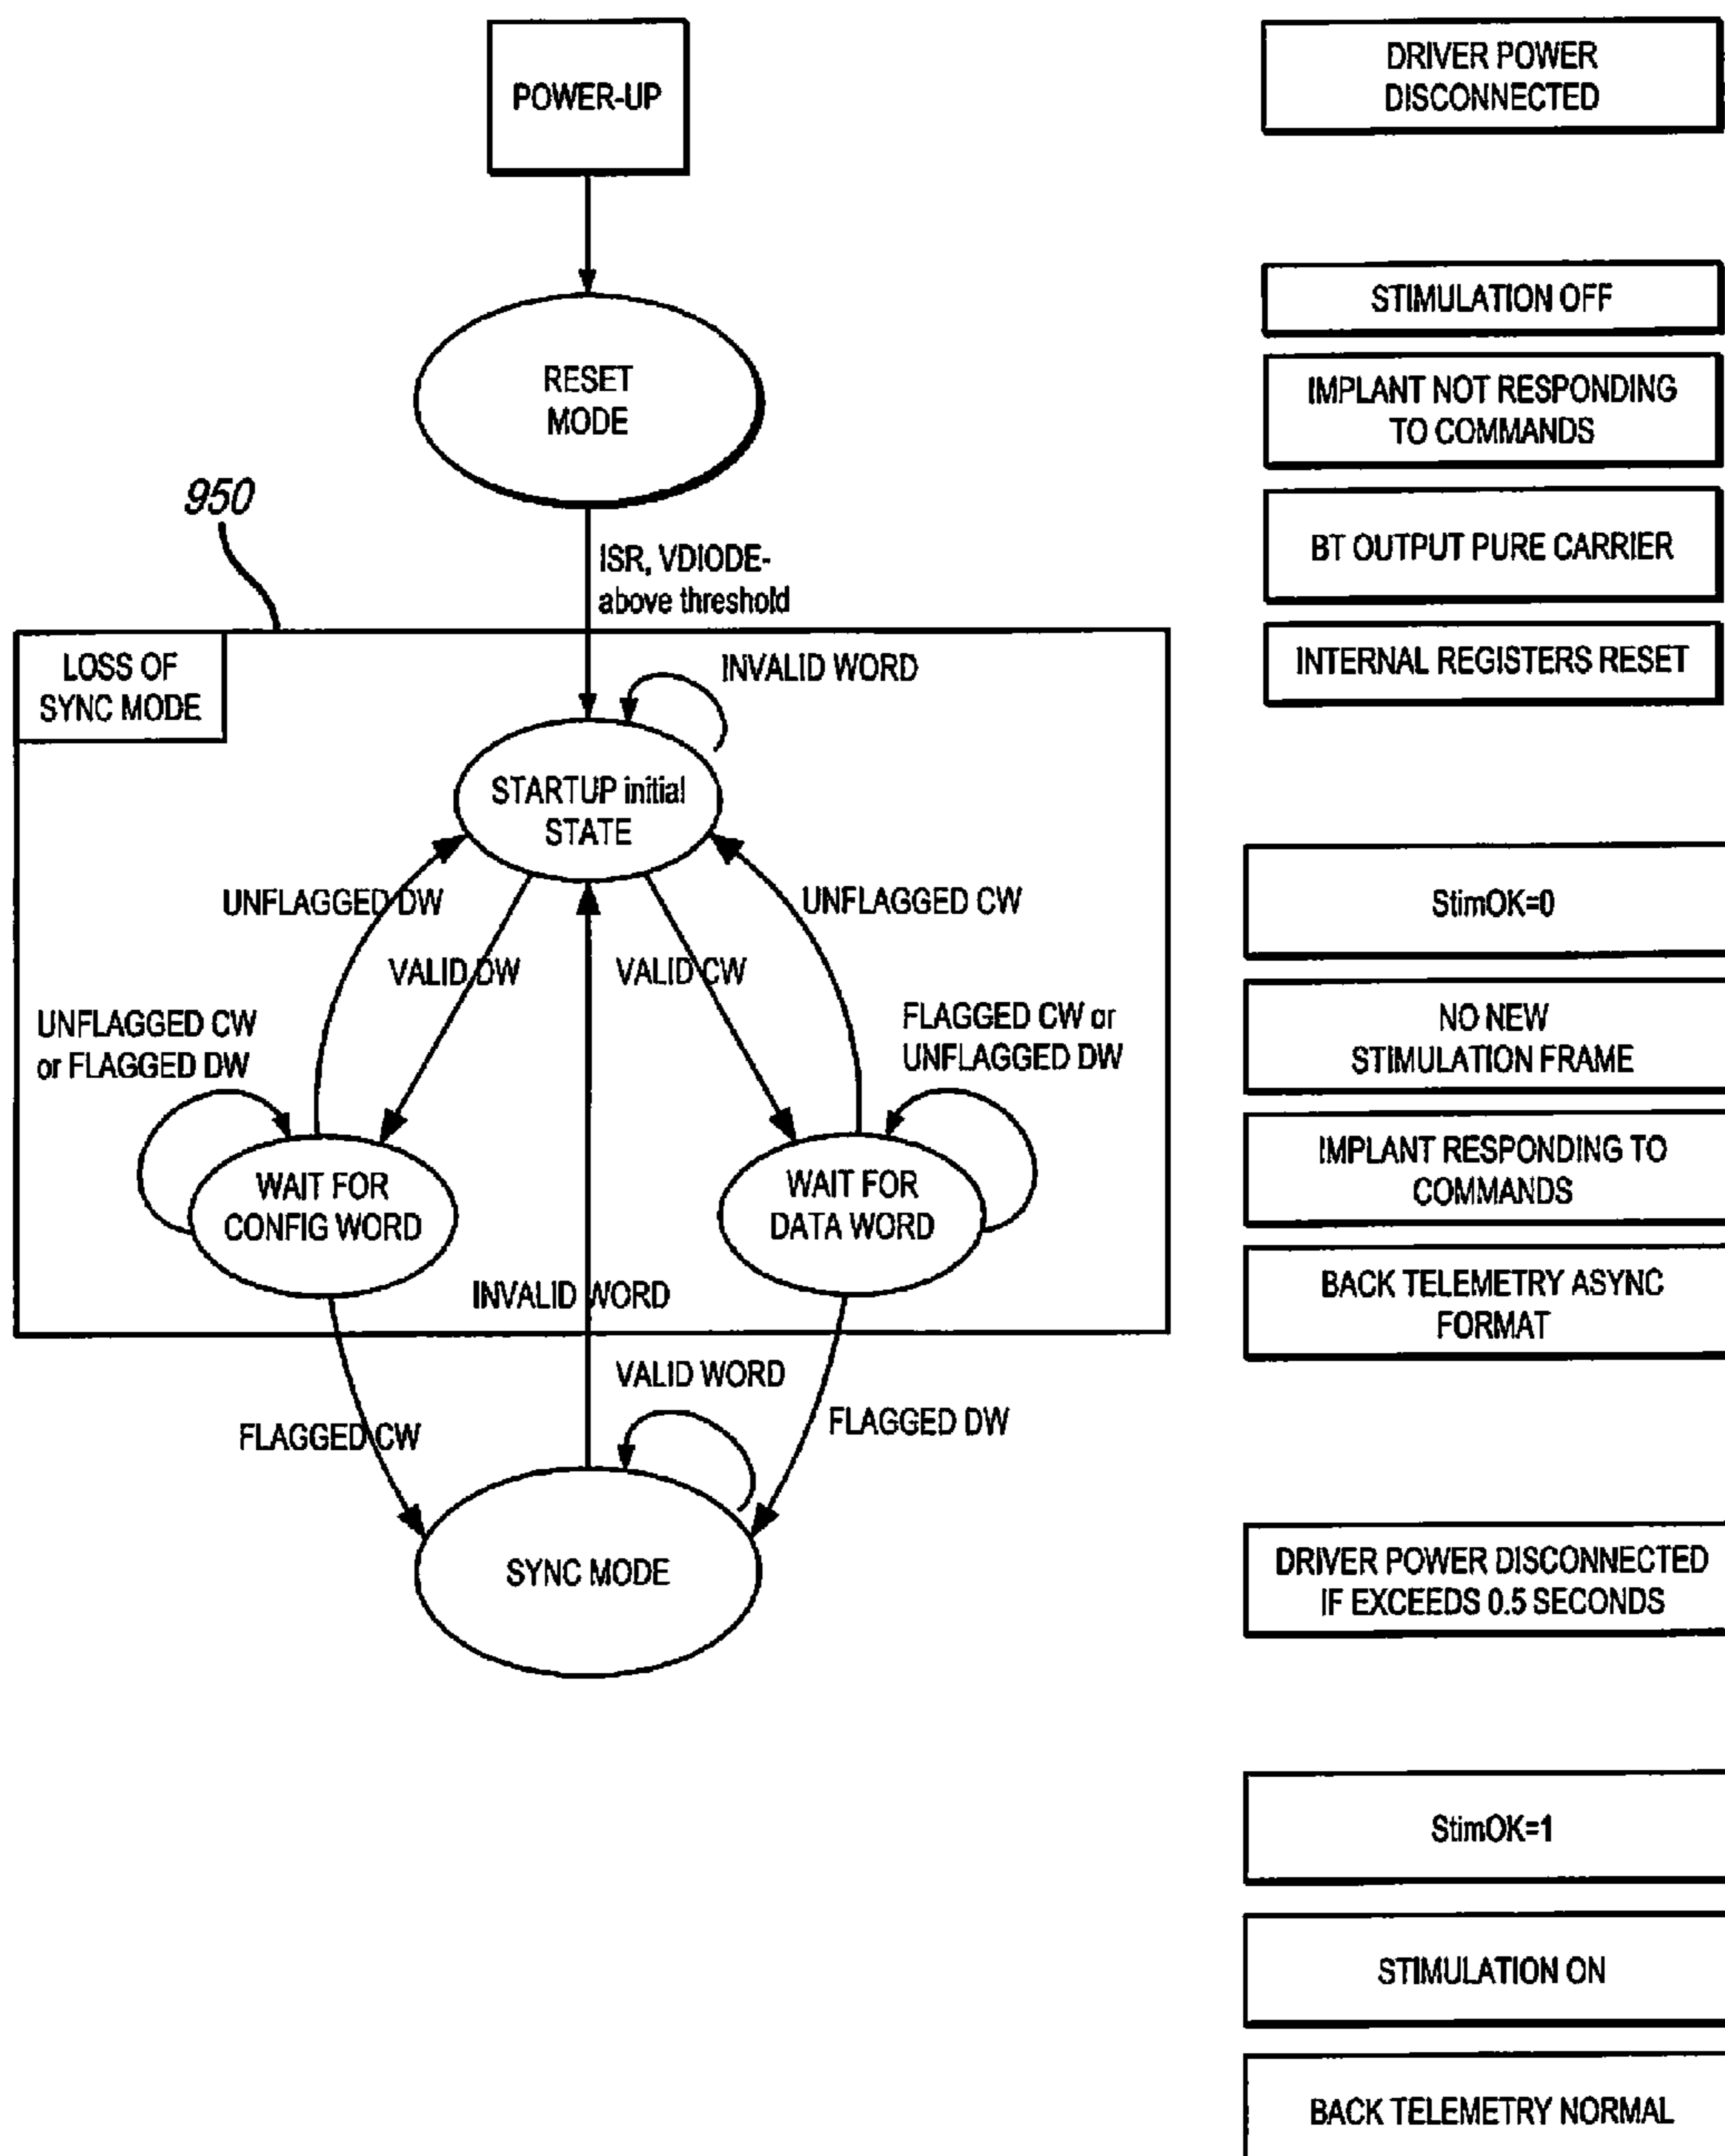 POWER-UP
RESET
MODE
950
ISR, VDIODE-
above threshold
LOSS OF
SYNC MODE
INVALID WORD
STARTUP initial
STATE
UNFLAGGED DW
UNFLAGGED CW
VALID DW
VALID CW
UNFLAGGED CW
or FLAGGED DW
FLAGGED CW or
UNFLAGGED DW
WAIT FOR
CONFIG WORD
WAIT FOR
DATA WORD
INVALID WORD
VALID WORD
FLAGGED CW
FLAGGED DW
SYNC MODE
DRIVER POWER
DISCONNECTED
STIMULATION OFF
IMPLANT NOT RESPONDING
TO COMMANDS
BT OUTPUT PURE CARRIER
INTERNAL REGISTERS RESET
StimOK=0
NO NEW
STIMULATION FRAME
IMPLANT RESPONDING TO
COMMANDS
BACK TELEMETRY ASYNC
FORMAT
DRIVER POWER DISCONNECTED
IF EXCEEDS 0.5 SECONDS
StimOK=1
STIMULATION ON
BACK TELEMETRY NORMAL